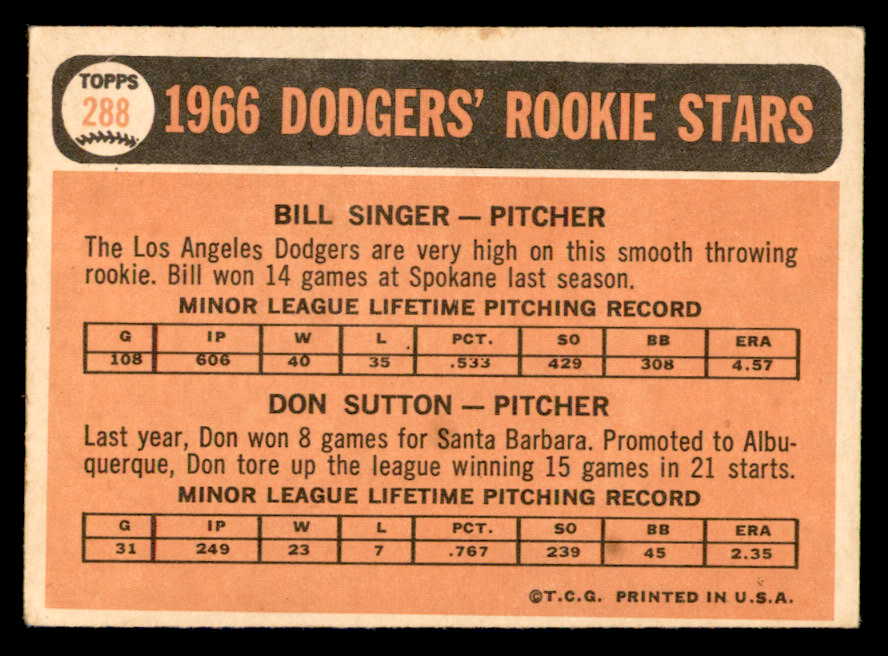 TOPPS
288
1966 DODGERS' ROOKIE STARS
BILL SINGER — PITCHER
The Los Angeles Dodgers are very high on this smooth throwing
rookie. Bill won 14 games at Spokane last season.
MINOR LEAGUE LIFETIME PITCHING RECORD
G IP W L PCT. SO BB ERA
108 606 40 35 .533 429 308 4.57
DON SUTTON — PITCHER
Last year, Don won 8 games for Santa Barbara. Promoted to Albu-
querque, Don tore up the league winning 15 games in 21 starts.
MINOR LEAGUE LIFETIME PITCHING RECORD
G IP W L PCT. SO BB ERA
31 249 23 7 .767 239 45 2.35
©T.C.G. PRINTED IN U.S.A.